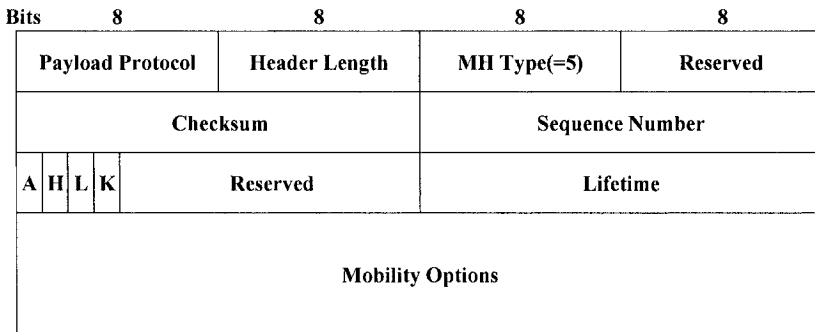 Bits 8 8 8 8
Payload Protocol Header Length MH Type(=5) Reserved
Checksum Sequence Number
A H L K Reserved Lifetime
Mobility Options